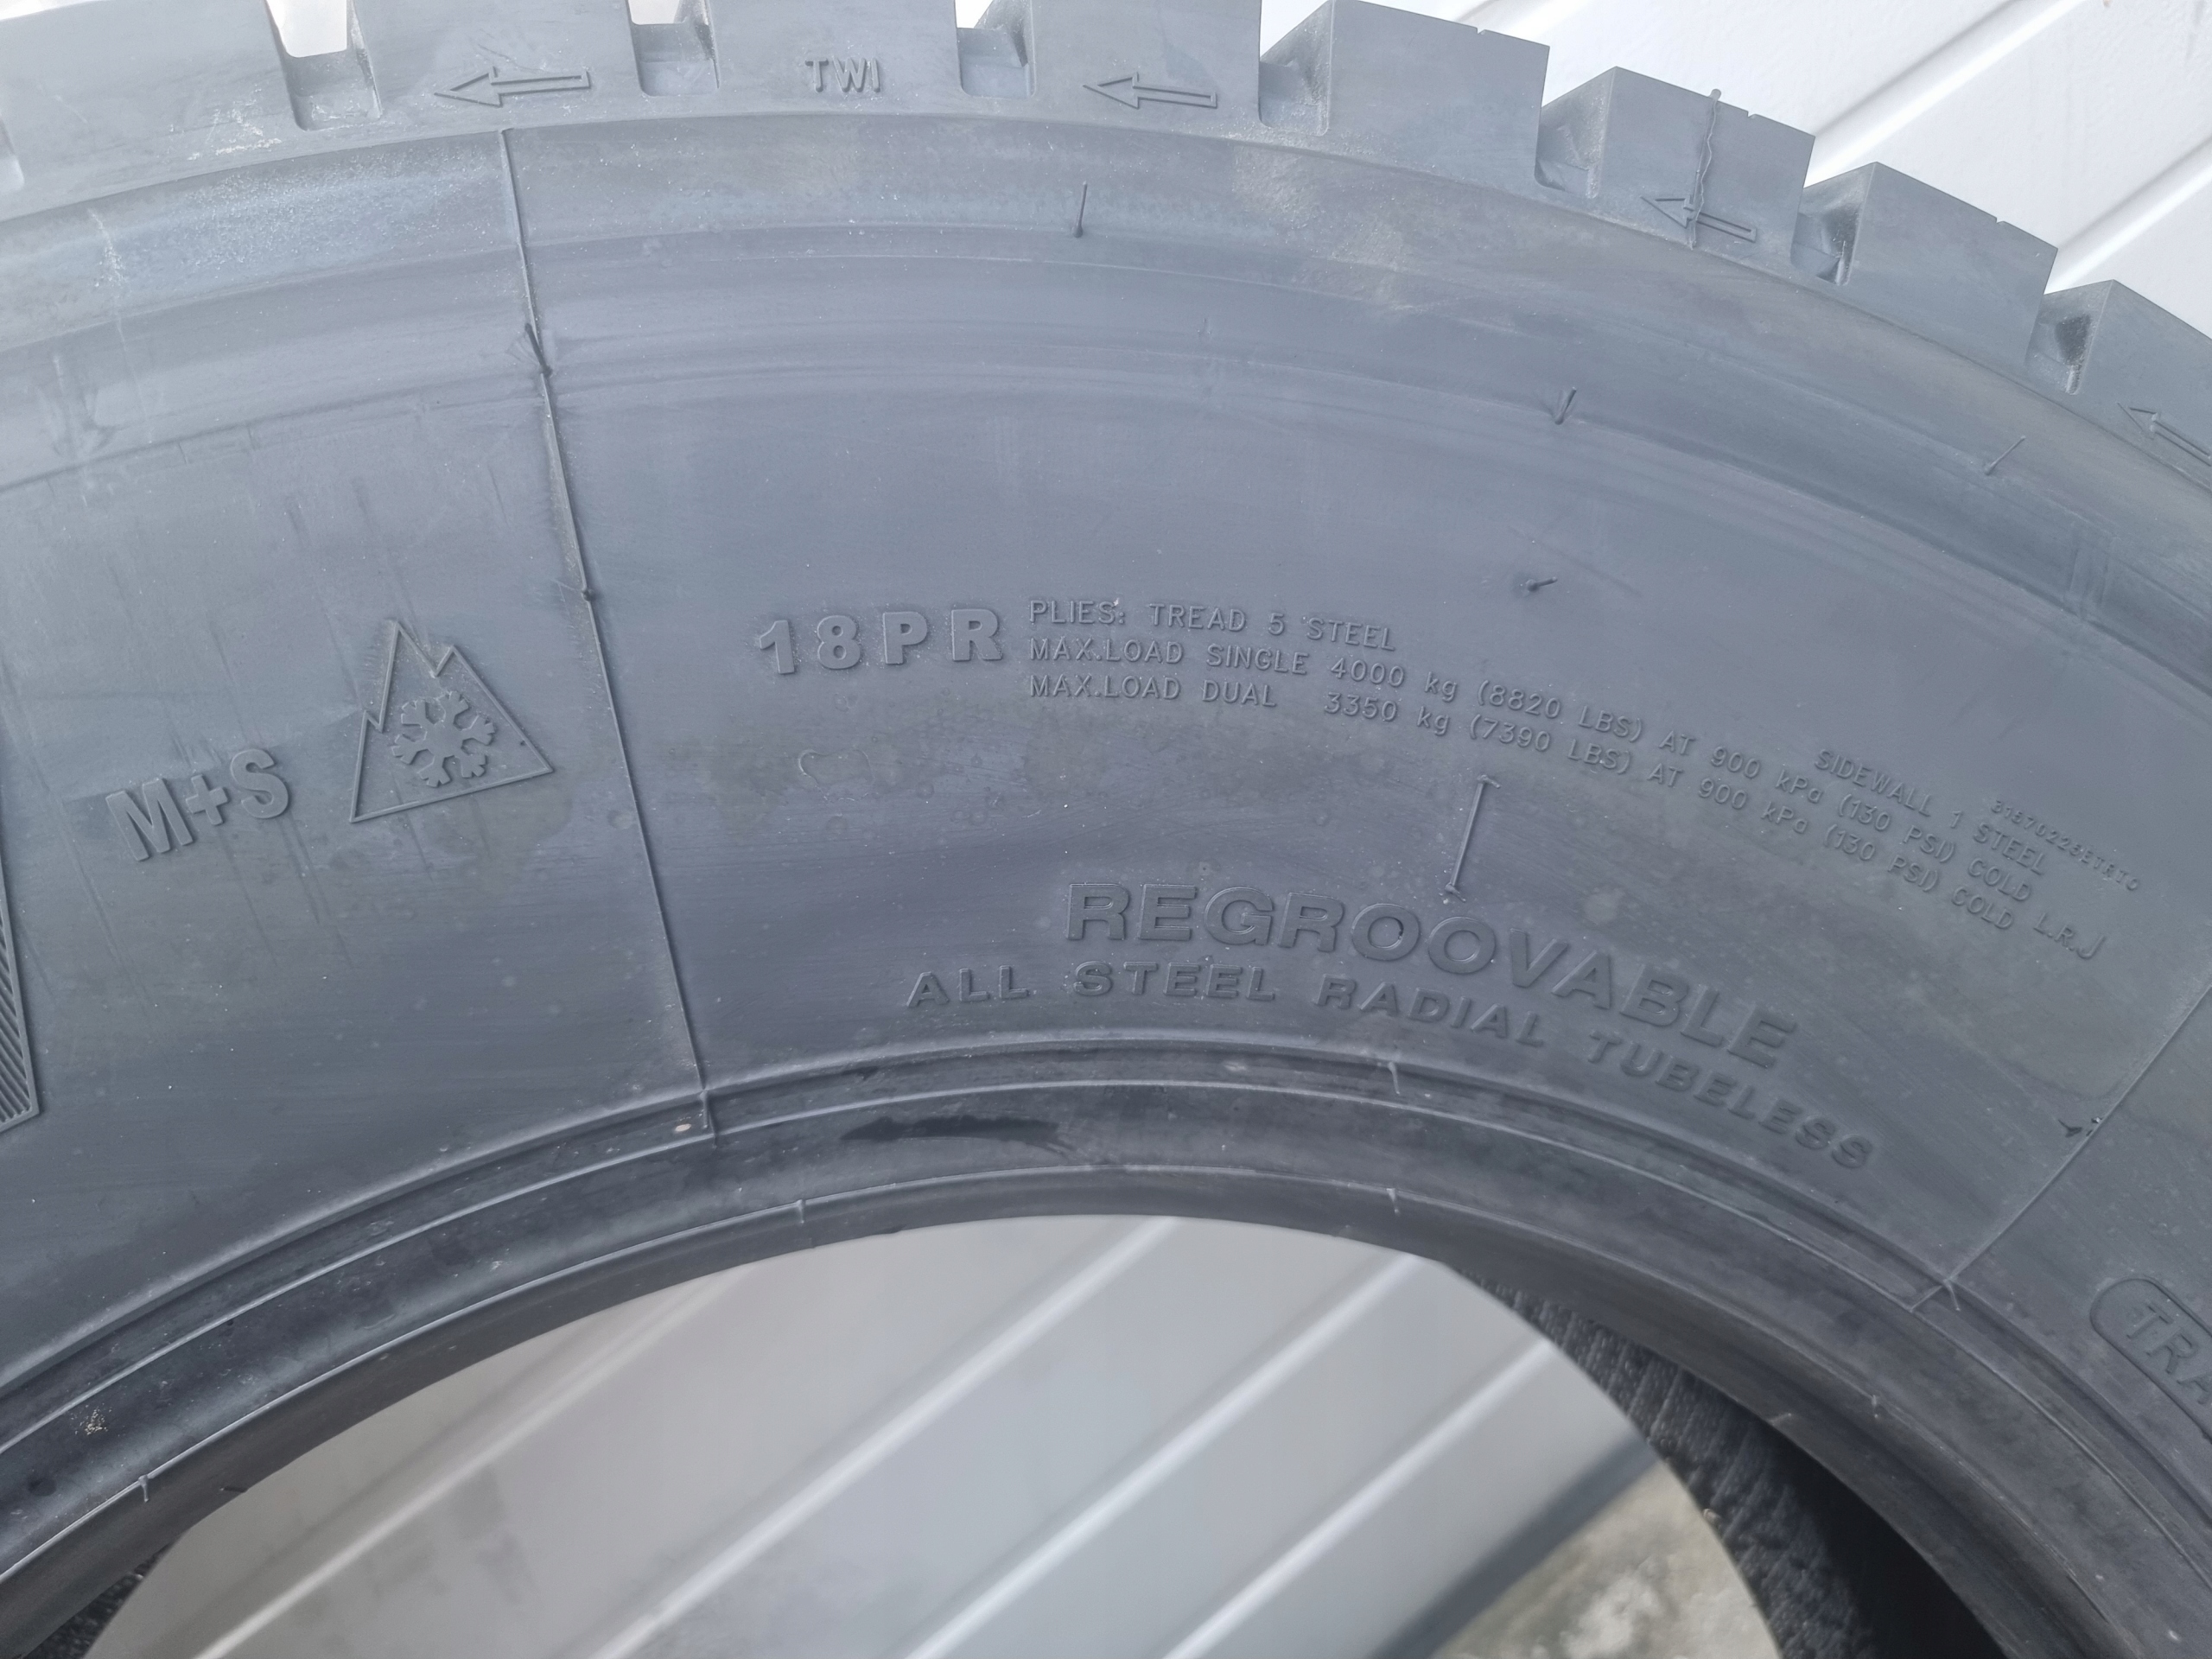 TWI
M+S
18PR
PLIES: TREAD 5 STEEL SIDEWALL 1 STEEL
MAX.LOAD SINGLE 4000 kg (8820 LBS) AT 900 kPa (130 PSI) COLD
MAX.LOAD DUAL 3350 kg (7390 LBS) AT 900 kPa (130 PSI) COLD L.R.J
REGROOVABLE
ALL STEEL RADIAL TUBELESS